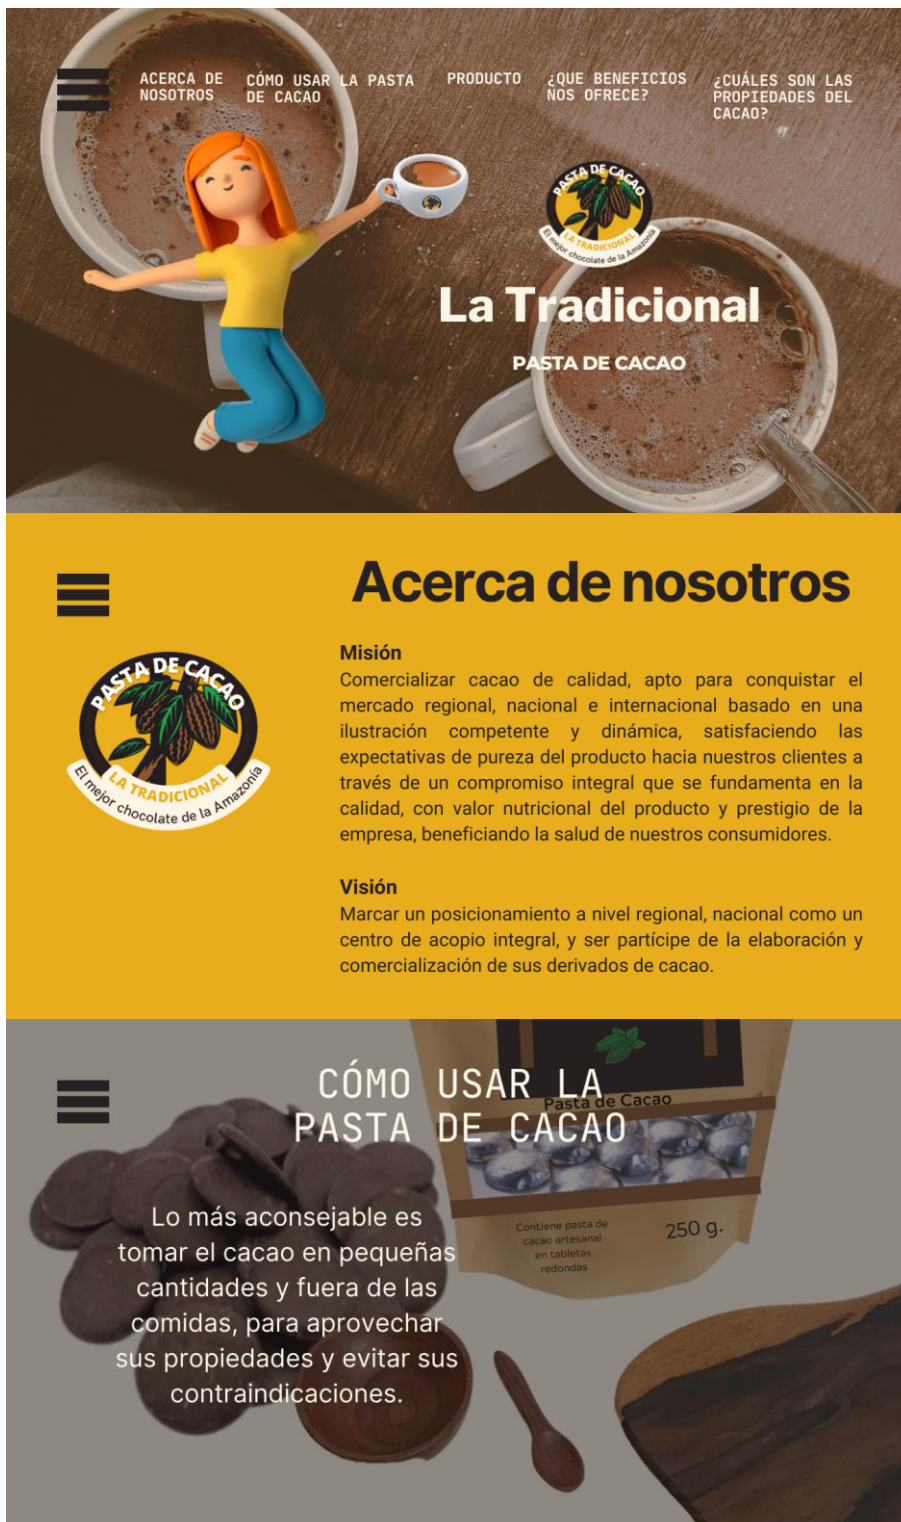 ACERCA DE
NOSOTROS
CÓMO USAR LA PASTA
DE CACAO
PRODUCTO
¿QUE BENEFICIOS
NOS OFRECE?
¿CUÁLES SON LAS
PROPIEDADES DEL
CACAO?
PASTA DE CACAO
LA TRADICIONAL
El mejor chocolate de la Amazonía
La Tradicional
PASTA DE CACAO
Acerca de nosotros
PASTA DE CACAO
LA TRADICIONAL
El mejor chocolate de la Amazonía
Misión
Comercializar cacao de calidad, apto para conquistar el
mercado regional, nacional e internacional basado en una
ilustración competente y dinámica, satisfaciendo las
expectativas de pureza del producto hacia nuestros clientes a
través de un compromiso integral que se fundamenta en la
calidad, con valor nutricional del producto y prestigio de la
empresa, beneficiando la salud de nuestros consumidores.
Visión
Marcar un posicionamiento a nivel regional, nacional como un
centro de acopio integral, y ser partícipe de la elaboración y
comercialización de sus derivados de cacao.
CÓMO USAR LA
PASTA DE CACAO
Pasta de Cacao
Lo más aconsejable es
tomar el cacao en pequeñas
cantidades y fuera de las
comidas, para aprovechar
sus propiedades y evitar sus
contraindicaciones.
Contiene pasta de
cacao artesanal
en tabletas
redondas
250 g.